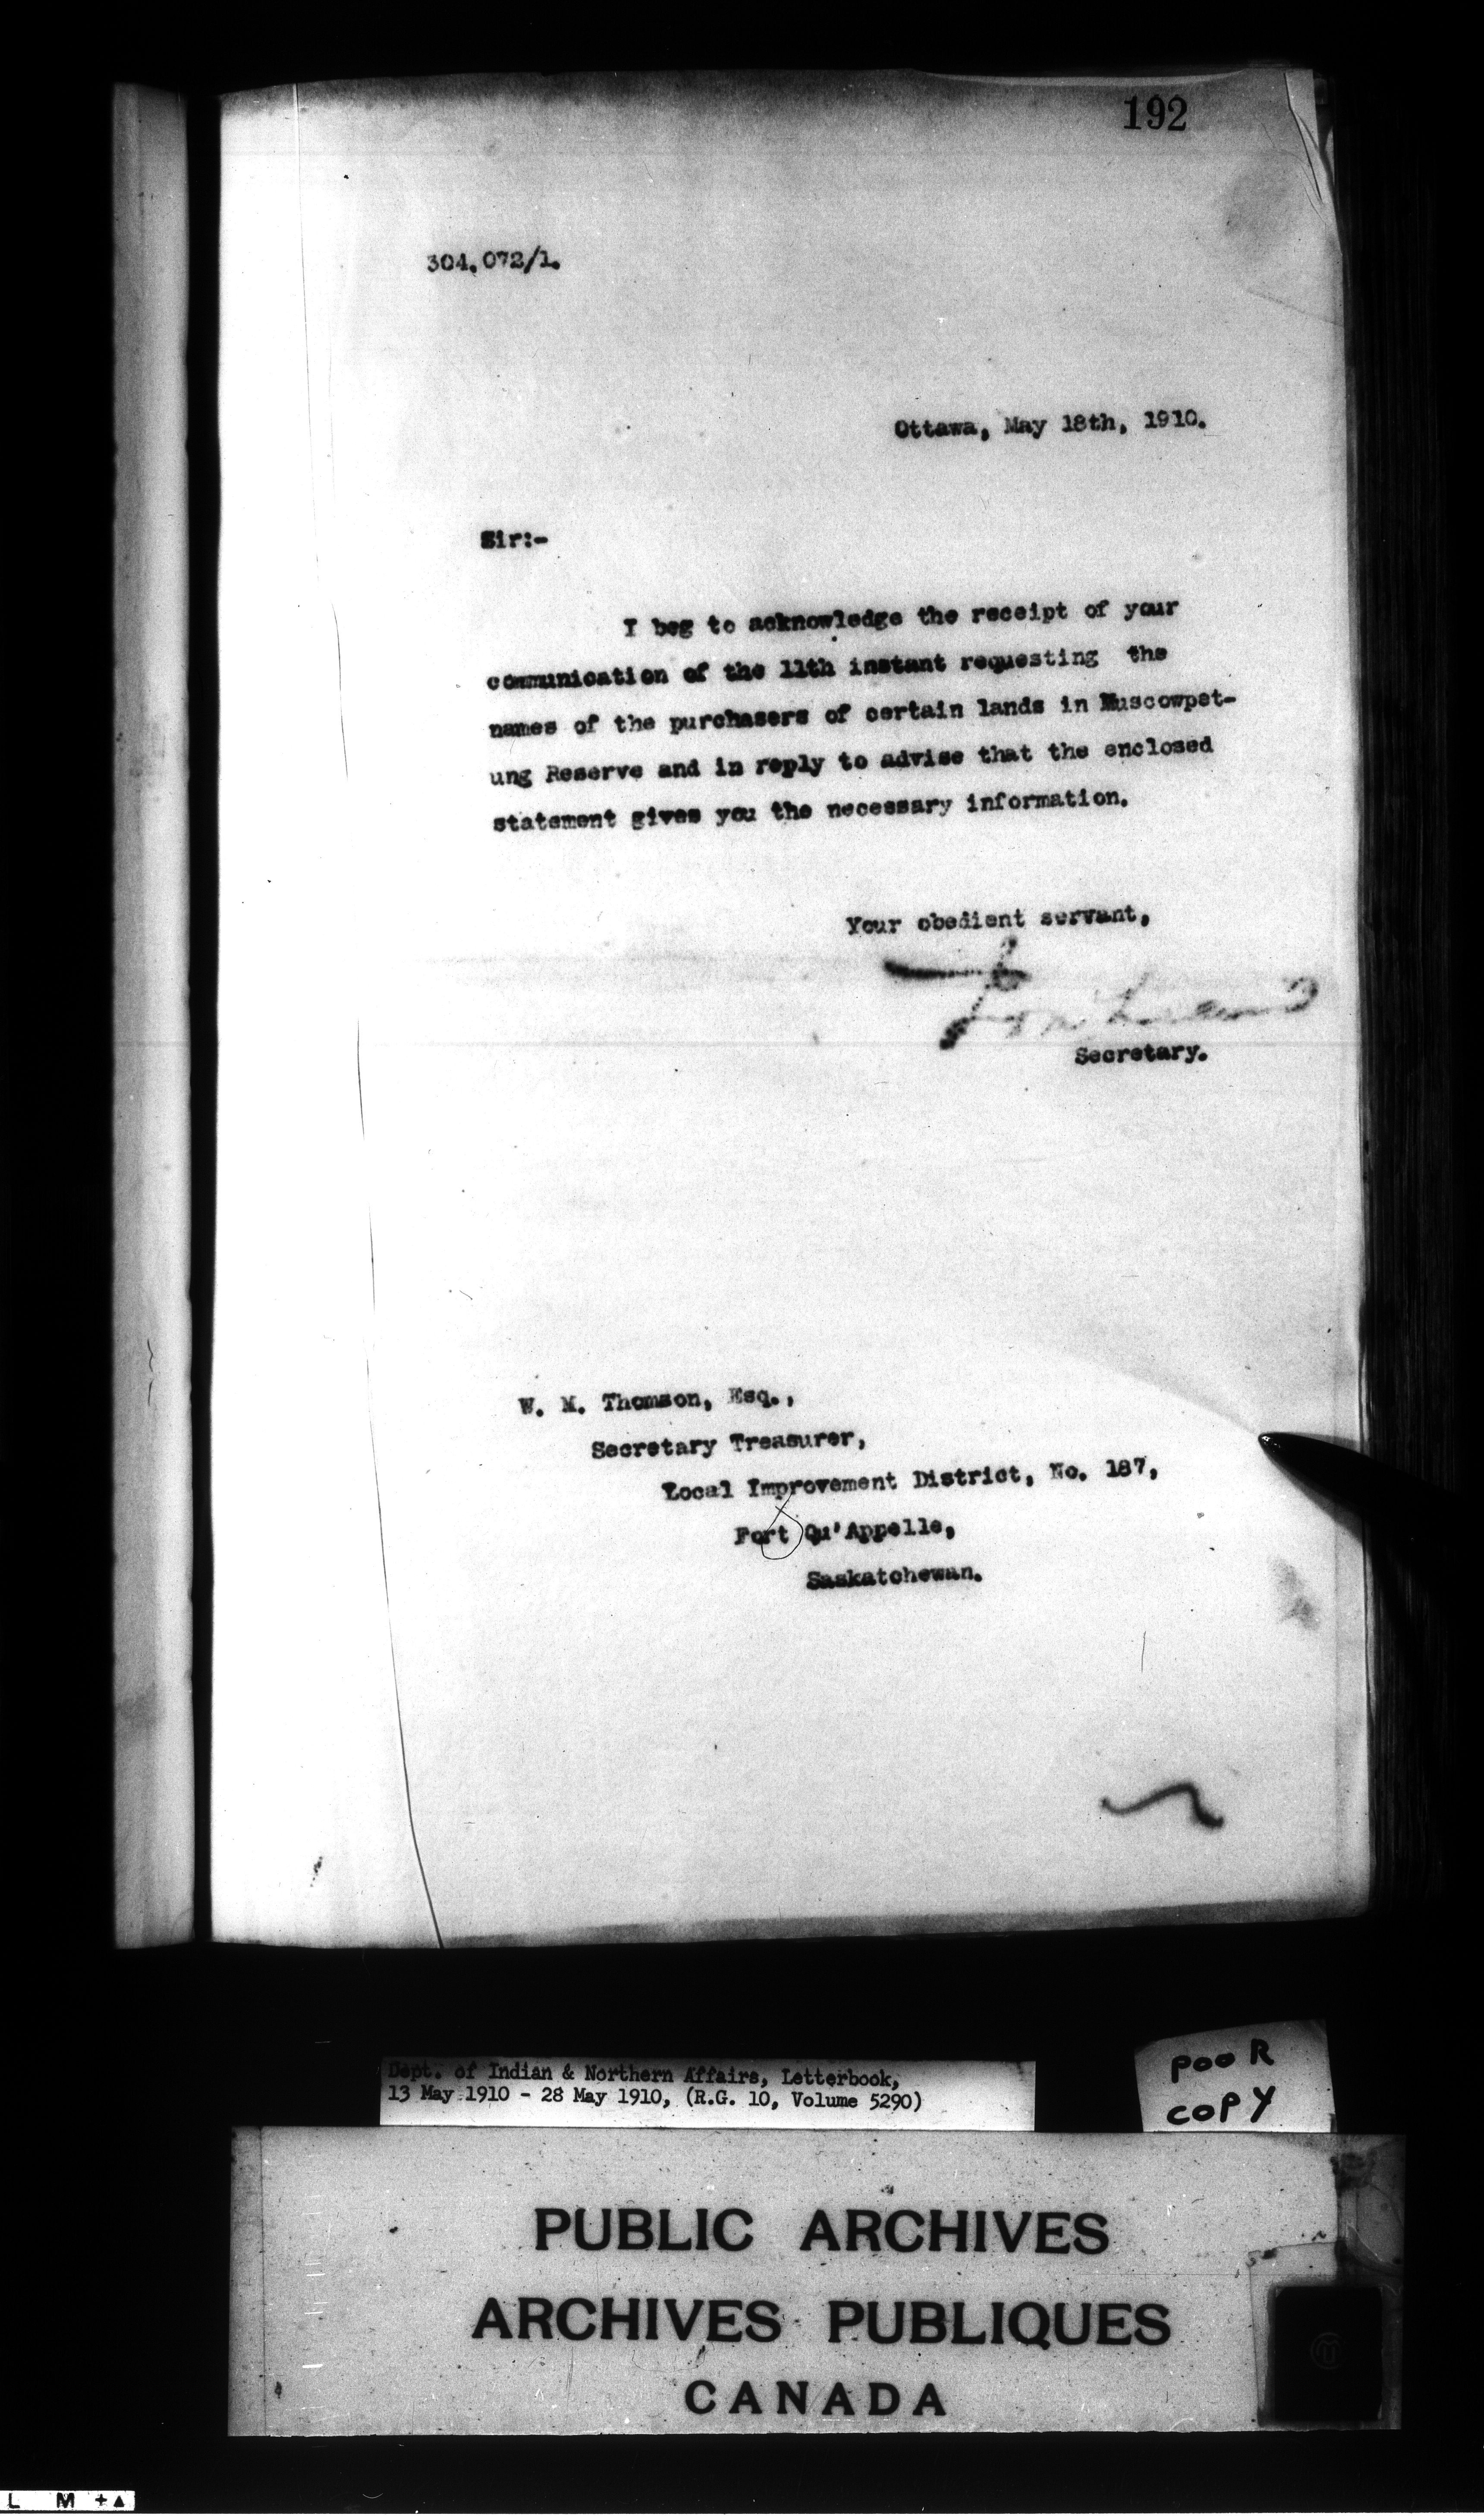 192
304,072/1.
Ottawa, May 18th, 1910.
Sir:-
I beg to acknowledge the receipt of your
communication of the 11th instant requesting the
names of the purchasers of certain lands in Muscowpet-
ung Reserve and in reply to advise that the enclosed
statement gives you the necessary information.
Your obedient servant,
Secretary.
W. M. Thomson, Esq.,
Secretary Treasurer,
Local Improvement District, No. 187,
Fort Qu'Appelle,
Saskatchewan.
Dept. of Indian & Northern Affairs, Letterbook,
13 May 1910 - 28 May 1910, (R.G. 10, Volume 5290)
POOR
COPY
PUBLIC ARCHIVES
ARCHIVES PUBLIQUES
CANADA
L M +▲